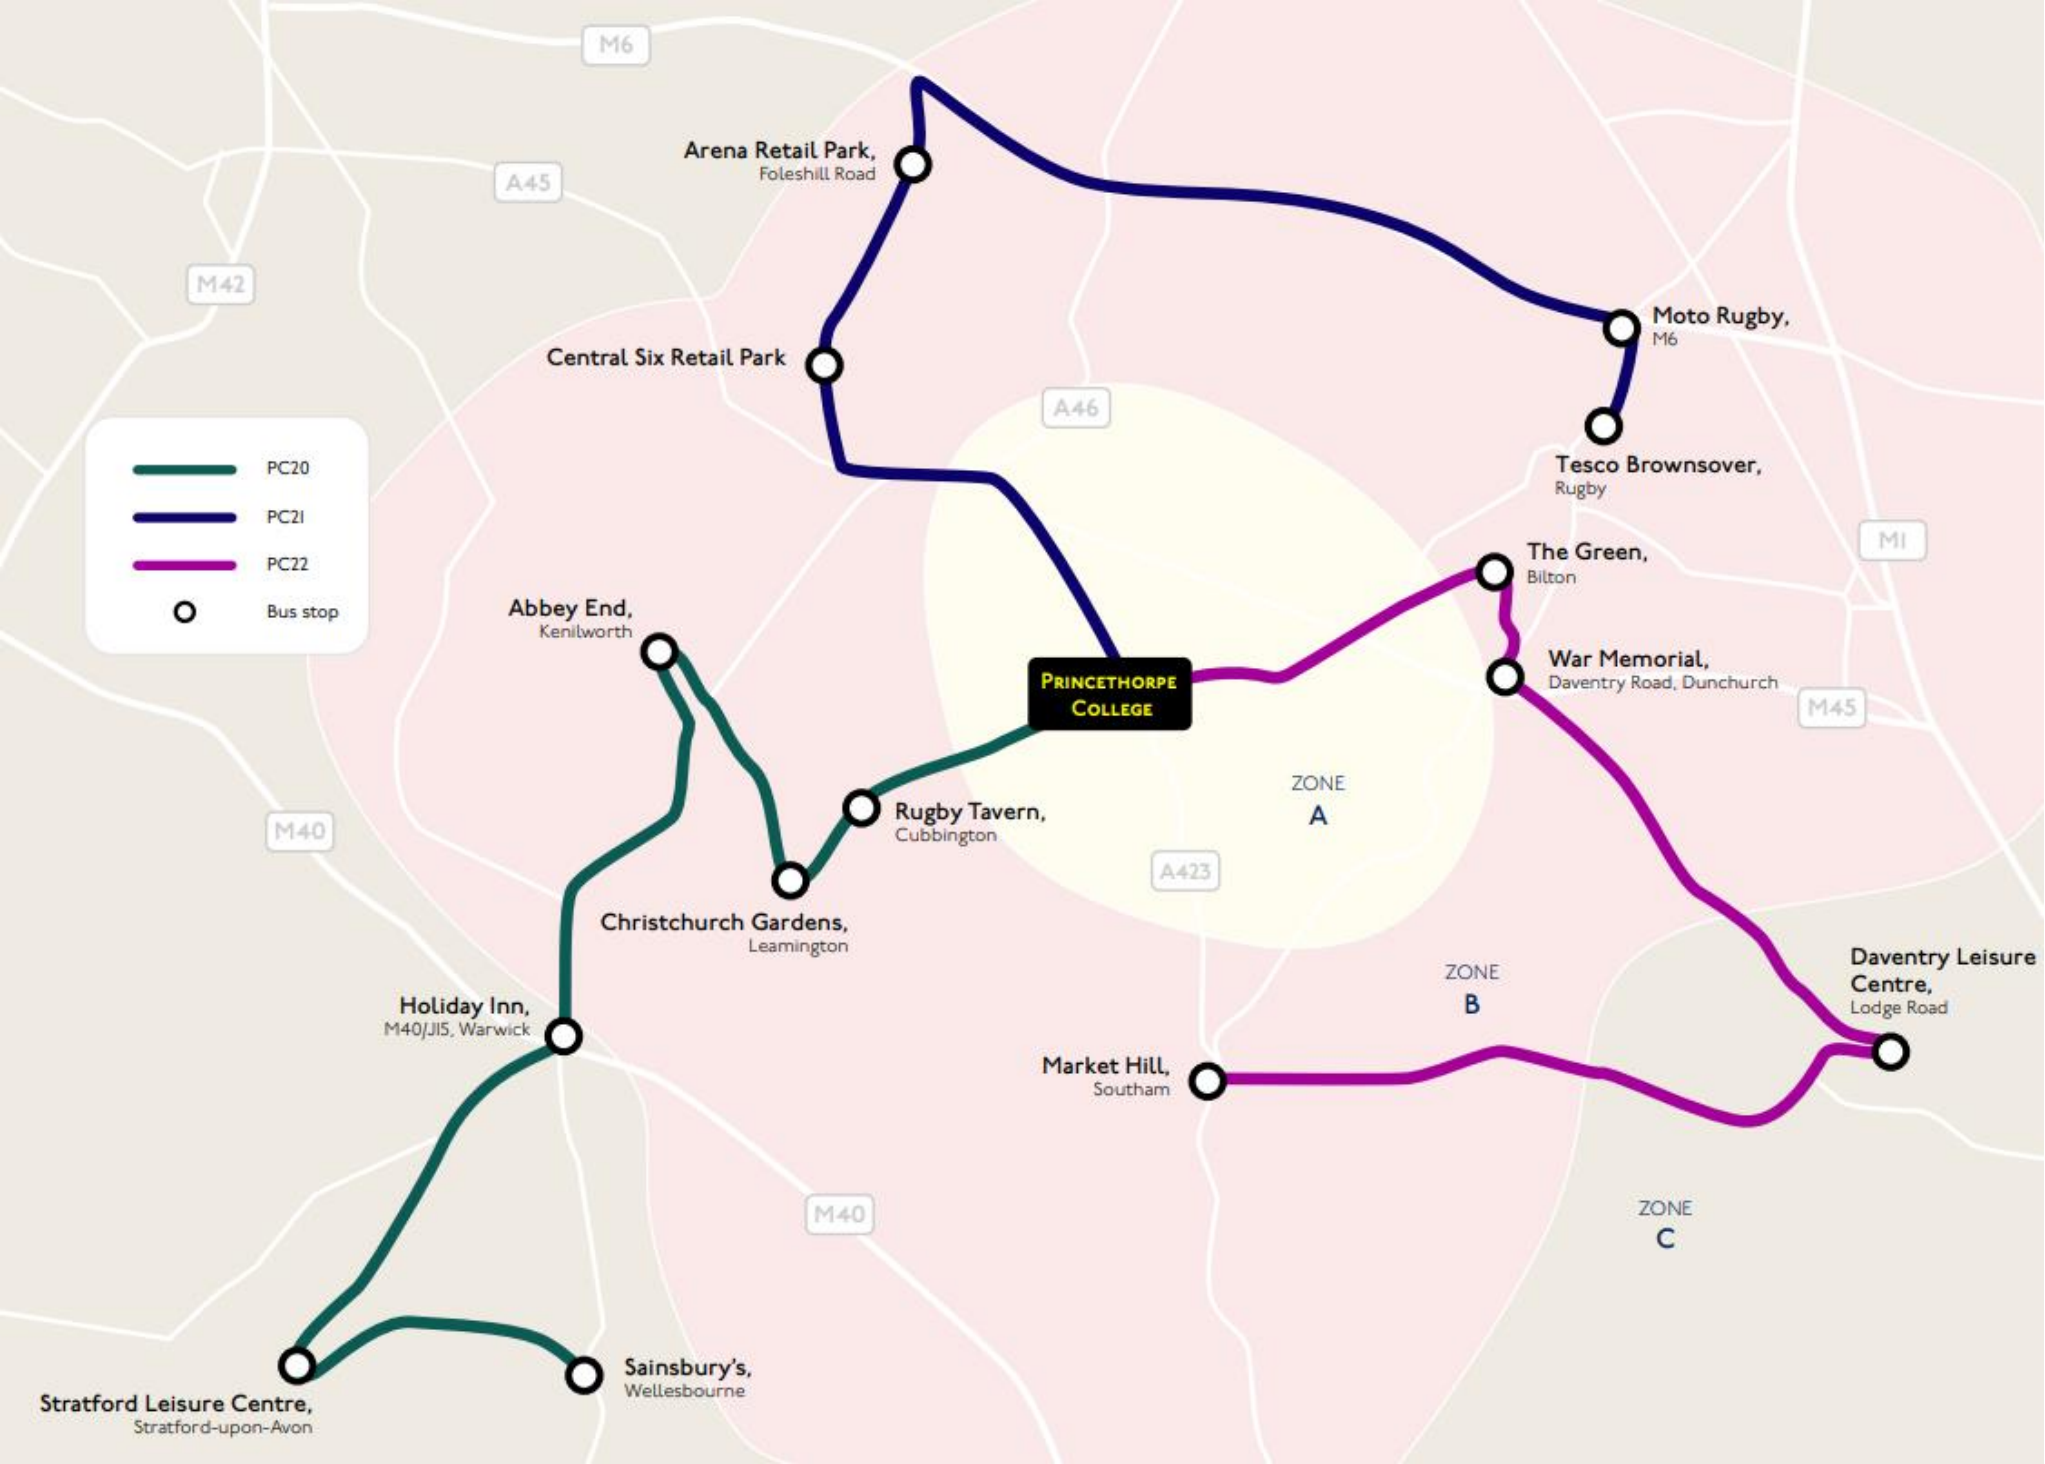 M6
Arena Retail Park,
Foleshill Road
A45
M42
Moto Rugby,
M6
Central Six Retail Park
A46
Tesco Brownsover,
Rugby
PC20
PC21
PC22
Bus stop
M1
The Green,
Bilton
Abbey End,
Kenilworth
War Memorial,
Daventry Road, Dunchurch
PRINCETHORPE
COLLEGE
M45
ZONE
A
M40
Rugby Tavern,
Cubbington
A423
Christchurch Gardens,
Leamington
ZONE
B
Daventry Leisure
Centre,
Lodge Road
Holiday Inn,
M40/J15, Warwick
Market Hill,
Southam
M40
ZONE
C
Sainsbury's,
Wellesbourne
Stratford Leisure Centre,
Stratford-upon-Avon